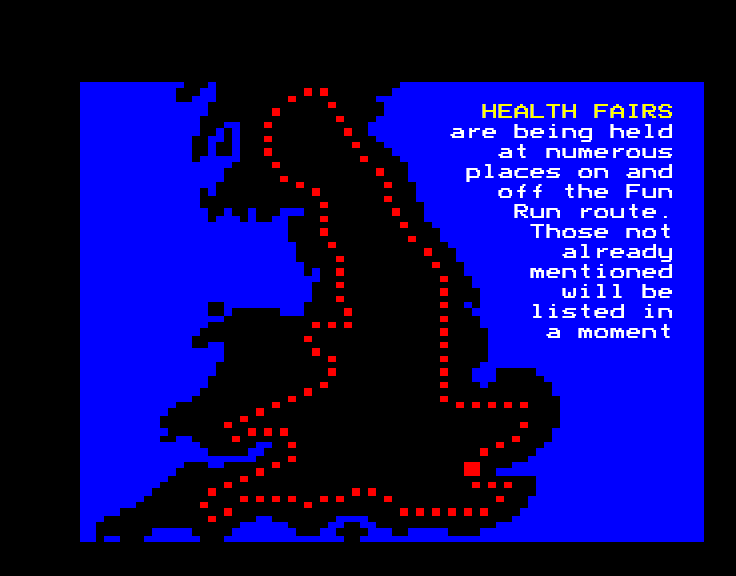 HEALTH FAIRS
are being held
at numerous
places on and
off the Fun
Run route.
Those not
already
mentioned
will be
listed in
a moment